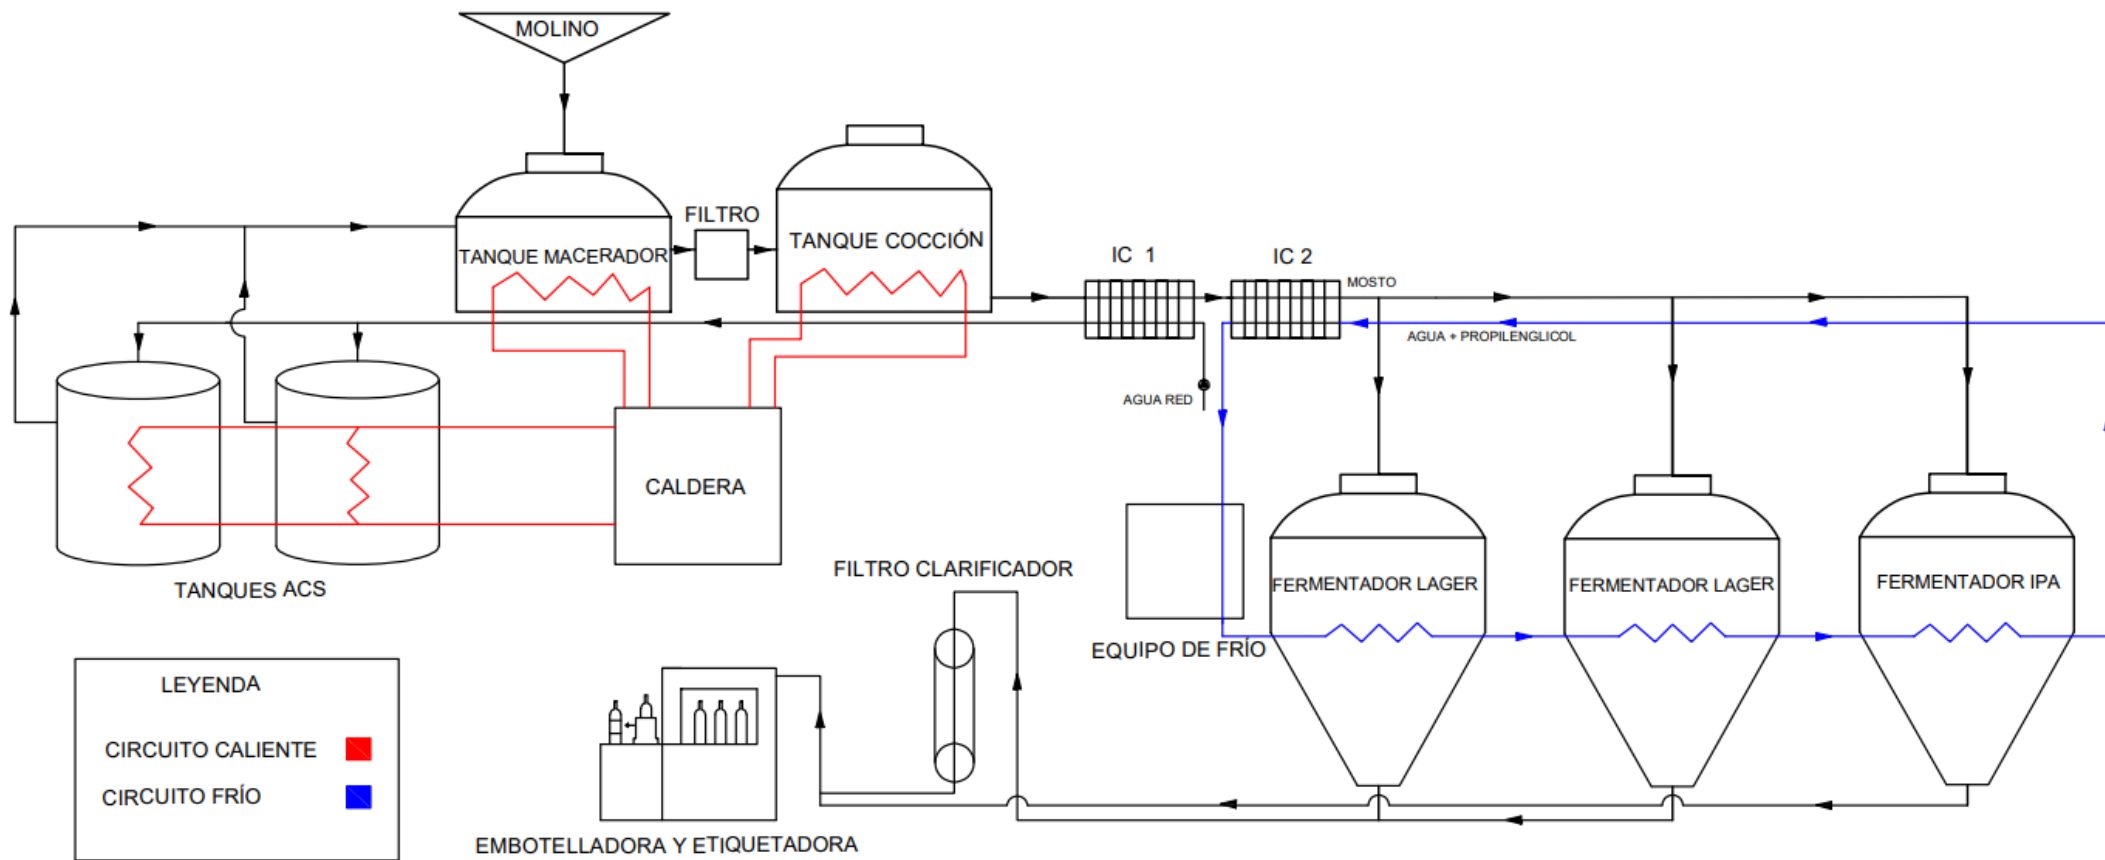 MOLINO
FILTRO
TANQUE MACERADOR
TANQUE COCCIÓN
IC 1
IC 2
MOSTO
AGUA + PROPILENGLICOL
AGUA RED
CALDERA
TANQUES ACS
FILTRO CLARIFICADOR
EQUIPO DE FRÍO
FERMENTADOR LAGER
FERMENTADOR LAGER
FERMENTADOR IPA
LEYENDA
CIRCUITO CALIENTE
CIRCUITO FRÍO
EMBOTELLADORA Y ETIQUETADORA